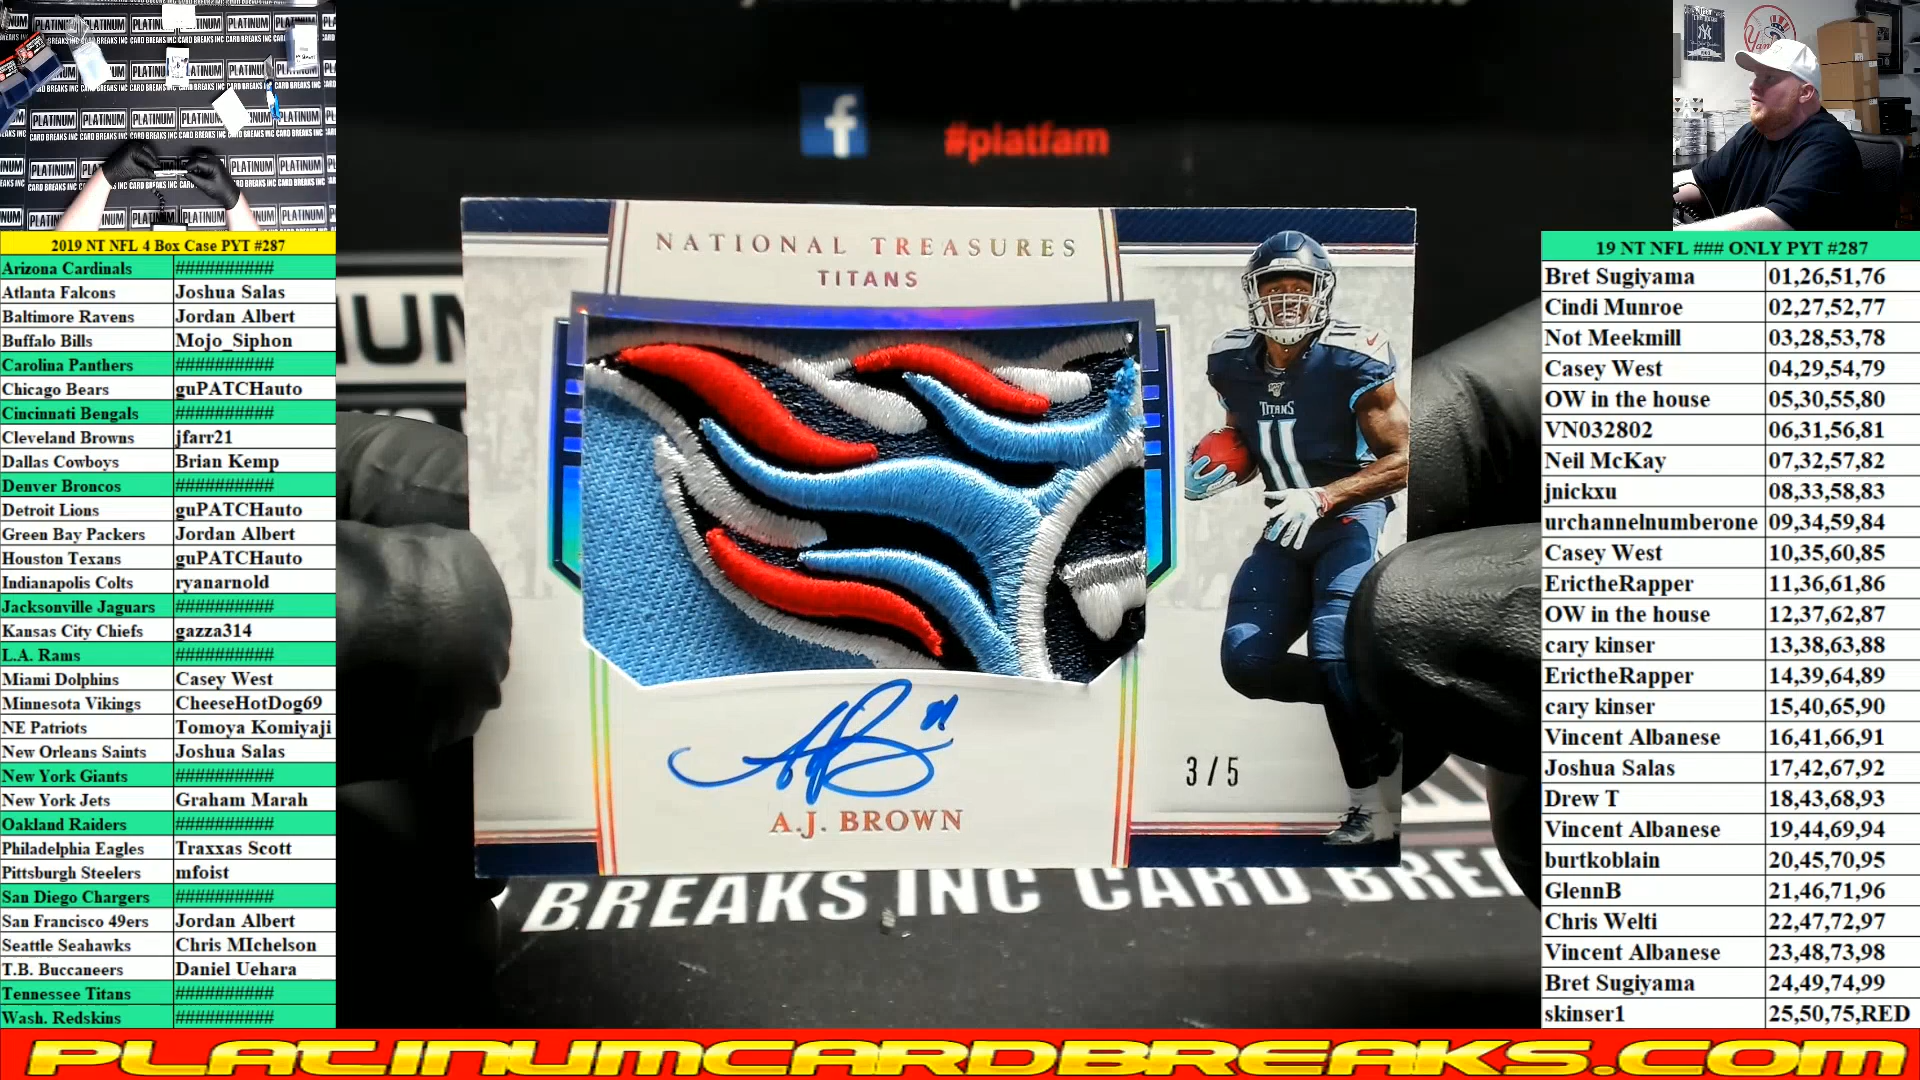 #platfam
NATIONAL TREASURES
TITANS
TITANS
11
A.J. BROWN
3 / 5
BREAKS INC CARD BREA
2019 NT NFL 4 Box Case PYT #287
Arizona Cardinals ##########
Atlanta Falcons Joshua Salas
Baltimore Ravens Jordan Albert
Buffalo Bills Mojo_Siphon
Carolina Panthers ##########
Chicago Bears guPATCHauto
Cincinnati Bengals ##########
Cleveland Browns jfarr21
Dallas Cowboys Brian Kemp
Denver Broncos ##########
Detroit Lions guPATCHauto
Green Bay Packers Jordan Albert
Houston Texans guPATCHauto
Indianapolis Colts ryanarnold
Jacksonville Jaguars ##########
Kansas City Chiefs gazza314
L.A. Rams ##########
Miami Dolphins Casey West
Minnesota Vikings CheeseHotDog69
NE Patriots Tomoya Komiyaji
New Orleans Saints Joshua Salas
New York Giants ##########
New York Jets Graham Marah
Oakland Raiders ##########
Philadelphia Eagles Traxxas Scott
Pittsburgh Steelers mfoist
San Diego Chargers ##########
San Francisco 49ers Jordan Albert
Seattle Seahawks Chris MIchelson
T.B. Buccaneers Daniel Uehara
Tennessee Titans ##########
Wash. Redskins ##########
19 NT NFL ### ONLY PYT #287
Bret Sugiyama 01,26,51,76
Cindi Munroe 02,27,52,77
Not Meekmill 03,28,53,78
Casey West 04,29,54,79
OW in the house 05,30,55,80
VN032802 06,31,56,81
Neil McKay 07,32,57,82
jnickxu 08,33,58,83
urchannelnumberone 09,34,59,84
Casey West 10,35,60,85
ErictheRapper 11,36,61,86
OW in the house 12,37,62,87
cary kinser 13,38,63,88
ErictheRapper 14,39,64,89
cary kinser 15,40,65,90
Vincent Albanese 16,41,66,91
Joshua Salas 17,42,67,92
Drew T 18,43,68,93
Vincent Albanese 19,44,69,94
burtkoblain 20,45,70,95
GlennB 21,46,71,96
Chris Welti 22,47,72,97
Vincent Albanese 23,48,73,98
Bret Sugiyama 24,49,74,99
skinser1 25,50,75,RED
PLATINUMCARDBREAKS.COM